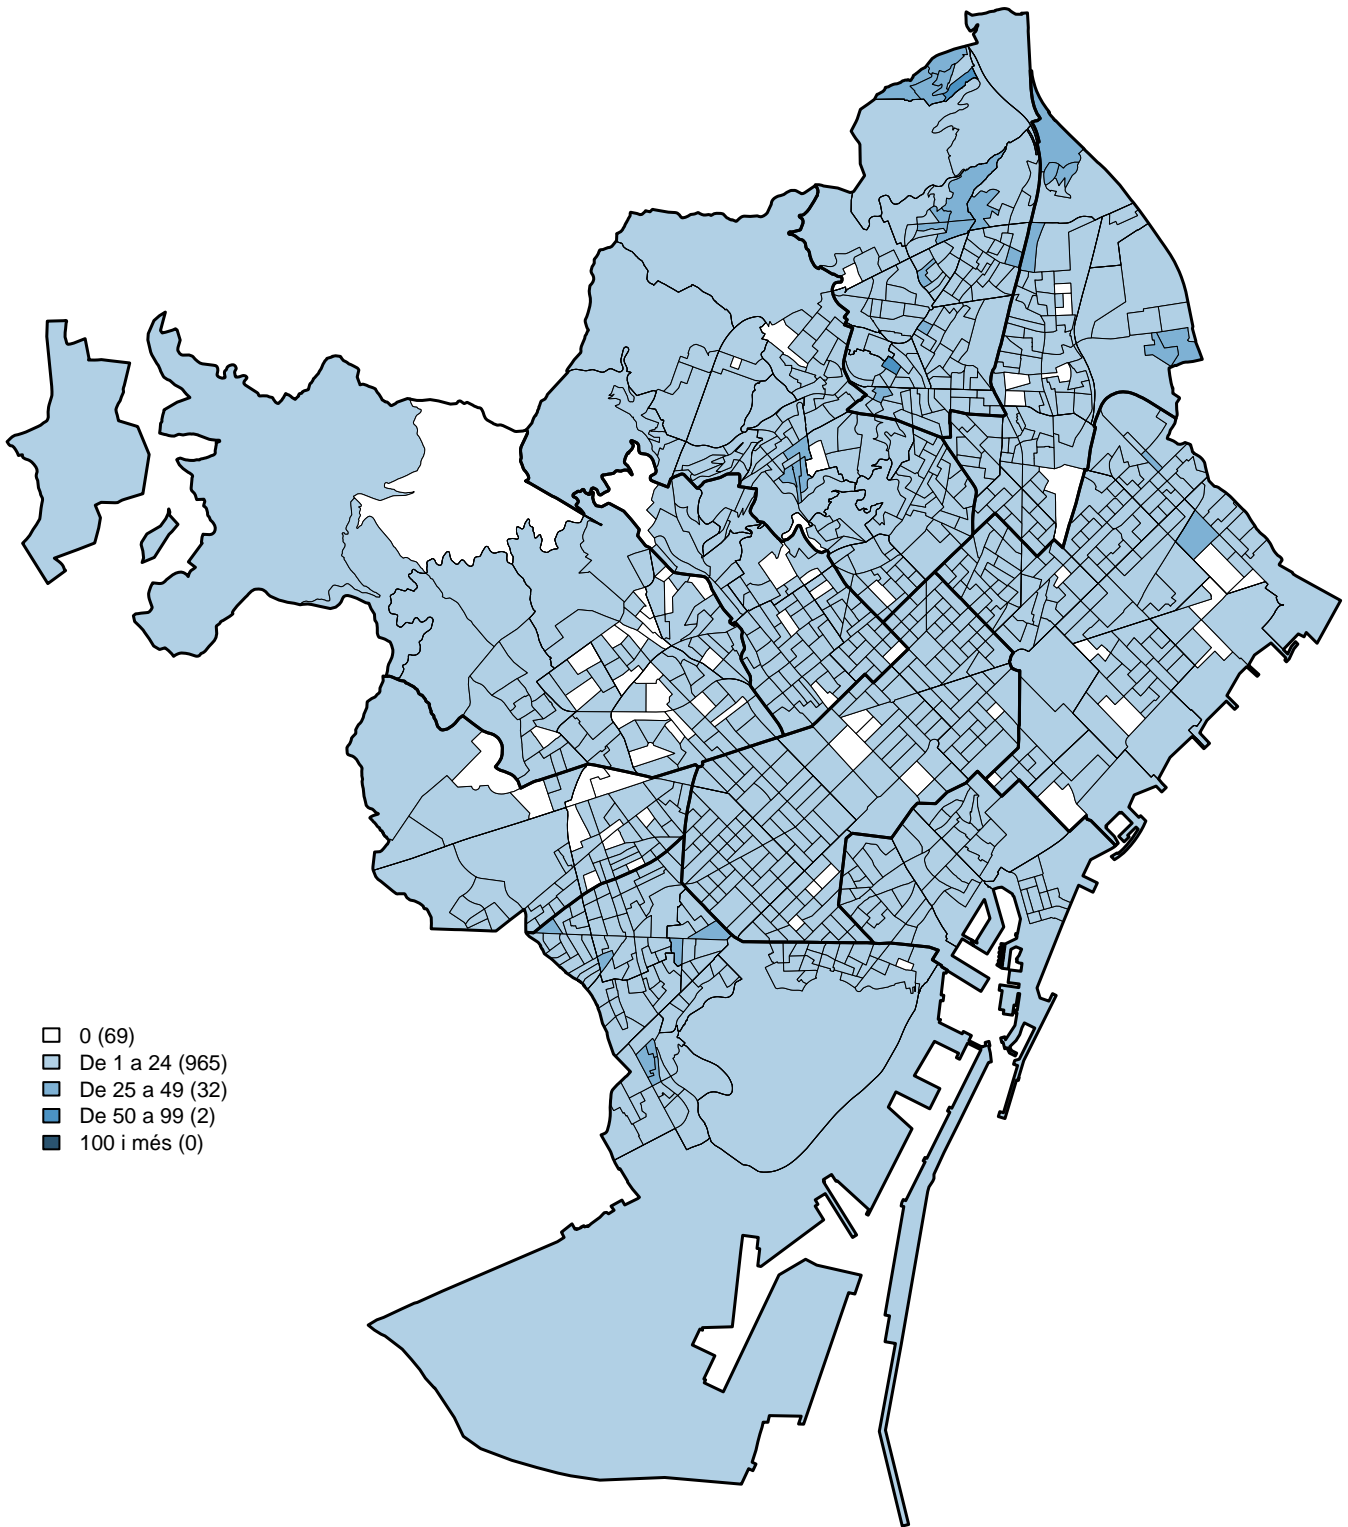 0 (69)
De 1 a 24 (965)
De 25 a 49 (32)
De 50 a 99 (2)
100 i més (0)